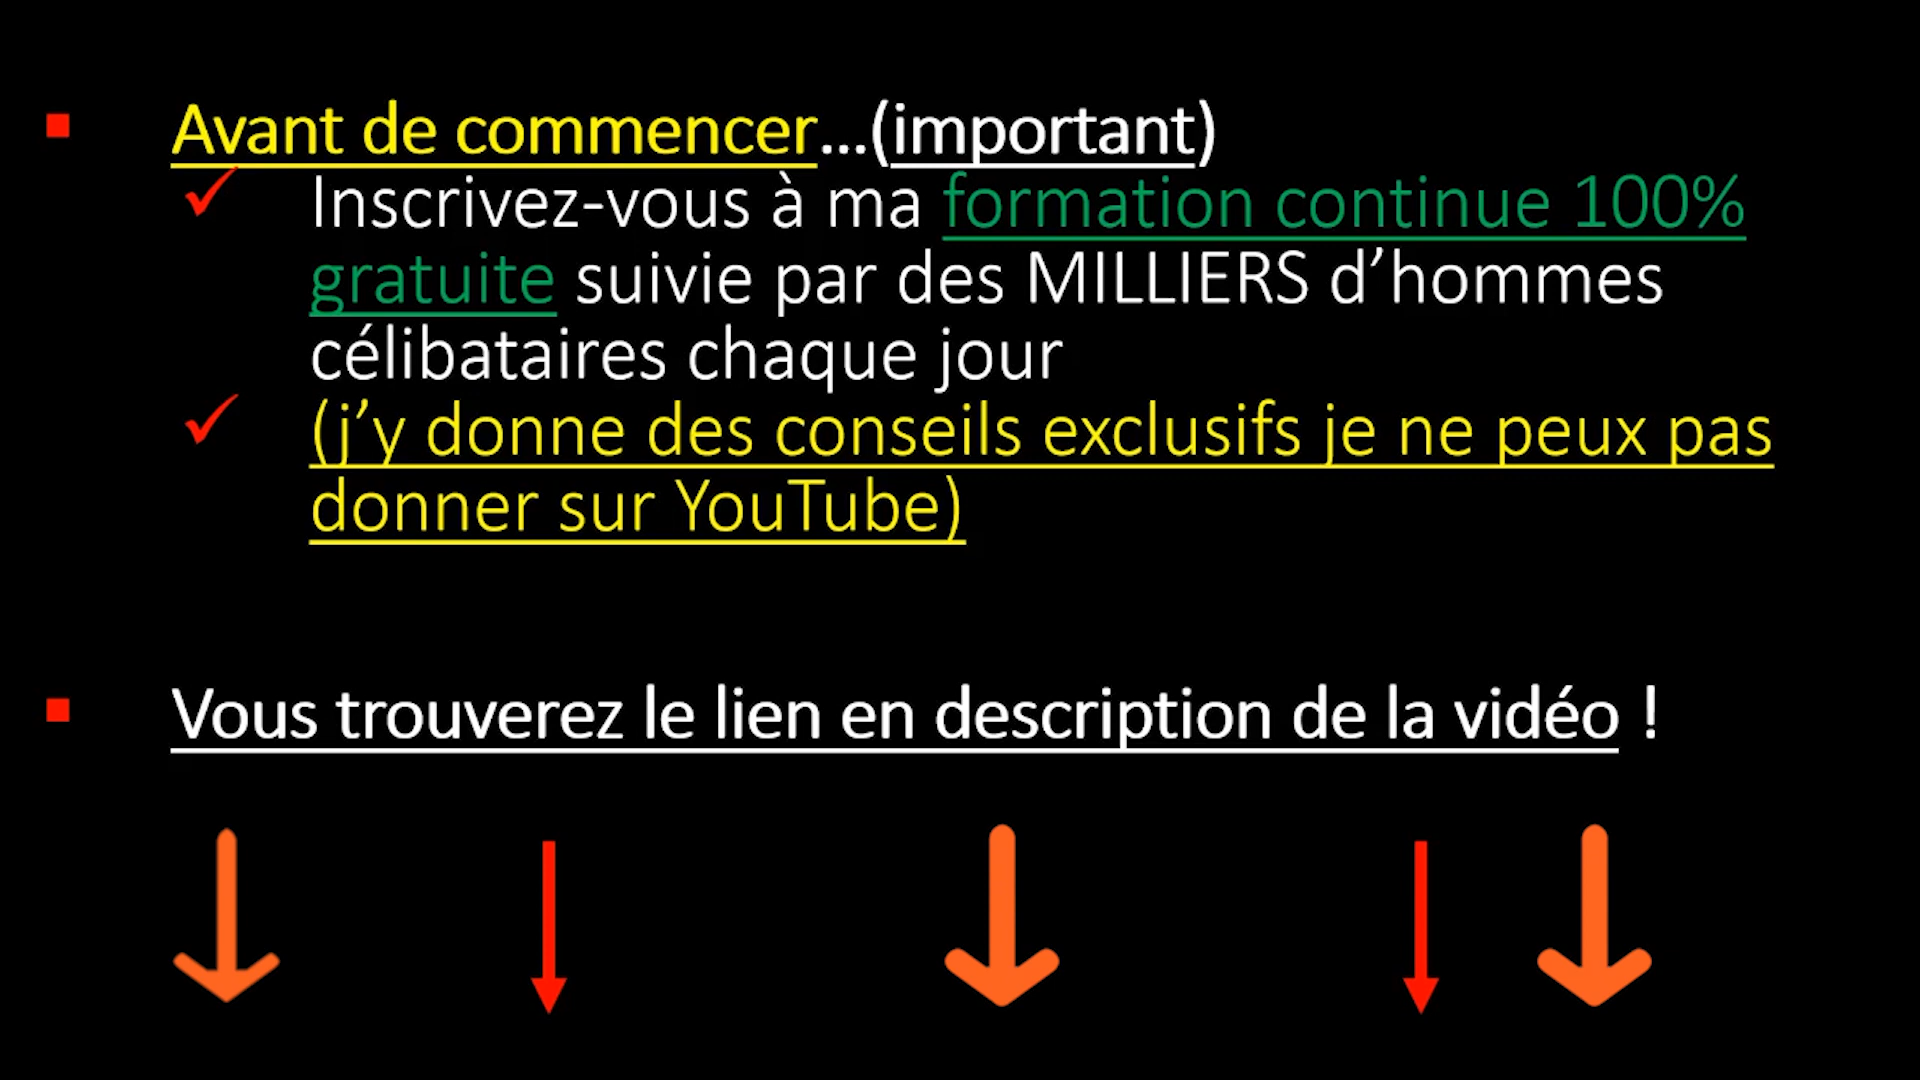 Avant de commencer...(important)
Inscrivez-vous à ma formation continue 100%
gratuite suivie par des MILLIERS d’hommes
célibataires chaque jour
(j’y donne des conseils exclusifs je ne peux pas
donner sur YouTube)
Vous trouverez le lien en description de la vidéo !